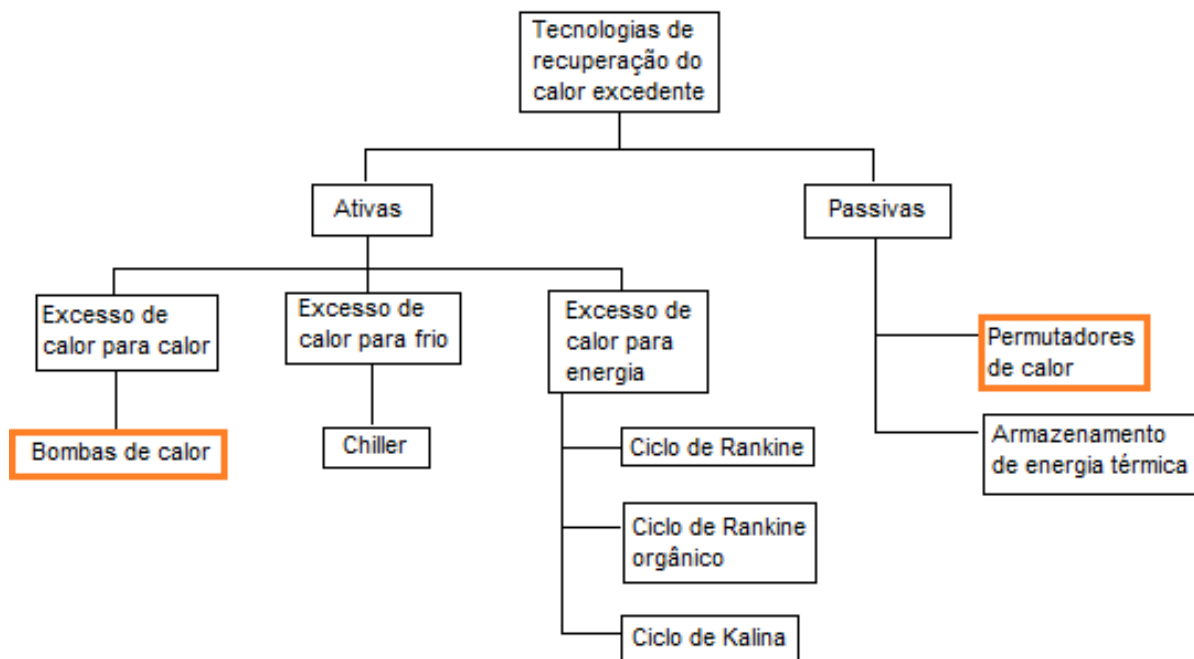 Tecnologias de
recuperação do
calor excedente
Ativas
Passivas
Excesso de
calor para calor
Excesso de
calor para frio
Excesso de
calor para
energia
Permutadores
de calor
Bombas de calor
Chiller
Ciclo de Rankine
Armazenamento
de energia térmica
Ciclo de Rankine
orgânico
Ciclo de Kalina